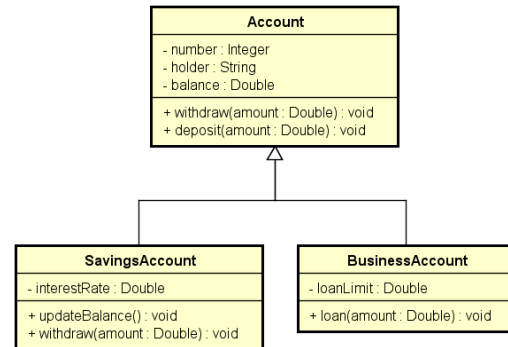 Account
- number : Integer
- holder : String
- balance : Double
+ withdraw(amount : Double) : void
+ deposit(amount : Double) : void
SavingsAccount
- interestRate : Double
+ updateBalance() : void
+ withdraw(amount : Double) : void
BusinessAccount
- loanLimit : Double
+ loan(amount : Double) : void